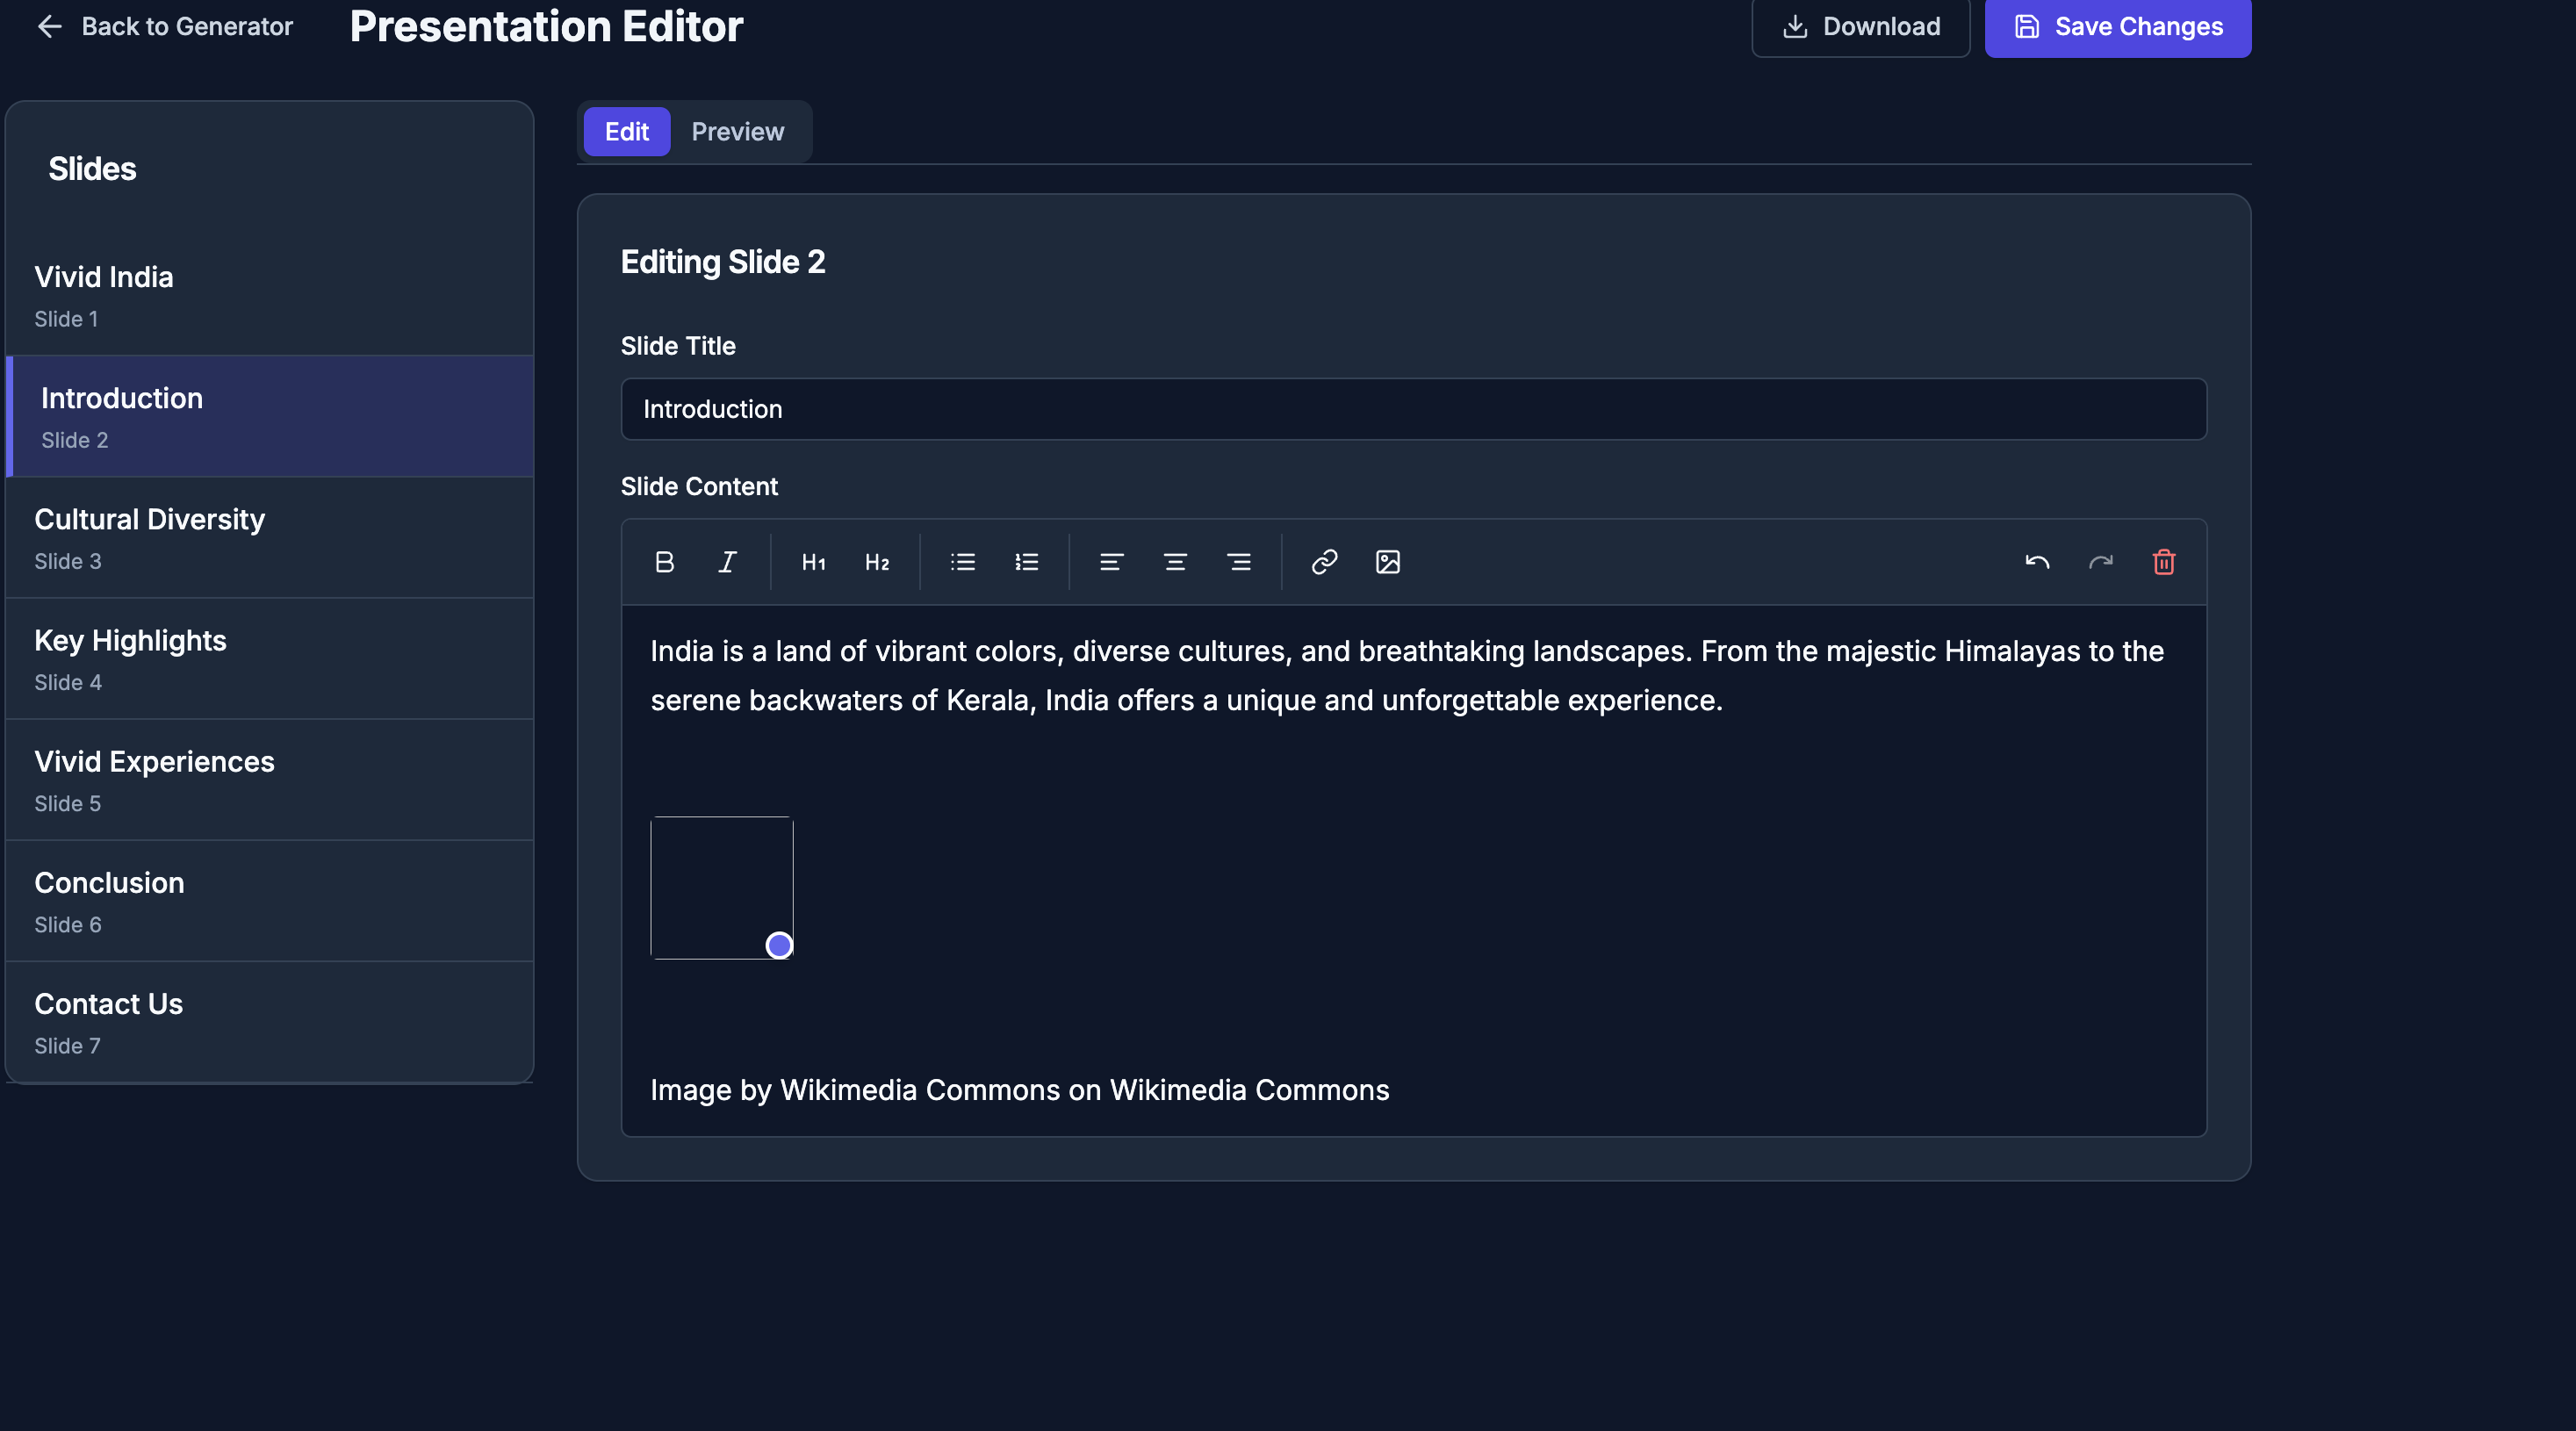 Back to Generator
Presentation Editor
Download
Save Changes
Slides
Vivid India
Slide 1
Introduction
Slide 2
Cultural Diversity
Slide 3
Key Highlights
Slide 4
Vivid Experiences
Slide 5
Conclusion
Slide 6
Contact Us
Slide 7
Edit
Preview
Editing Slide 2
Slide Title
Introduction
Slide Content
B I H1 H2
India is a land of vibrant colors, diverse cultures, and breathtaking landscapes. From the majestic Himalayas to the
serene backwaters of Kerala, India offers a unique and unforgettable experience.
Image by Wikimedia Commons on Wikimedia Commons